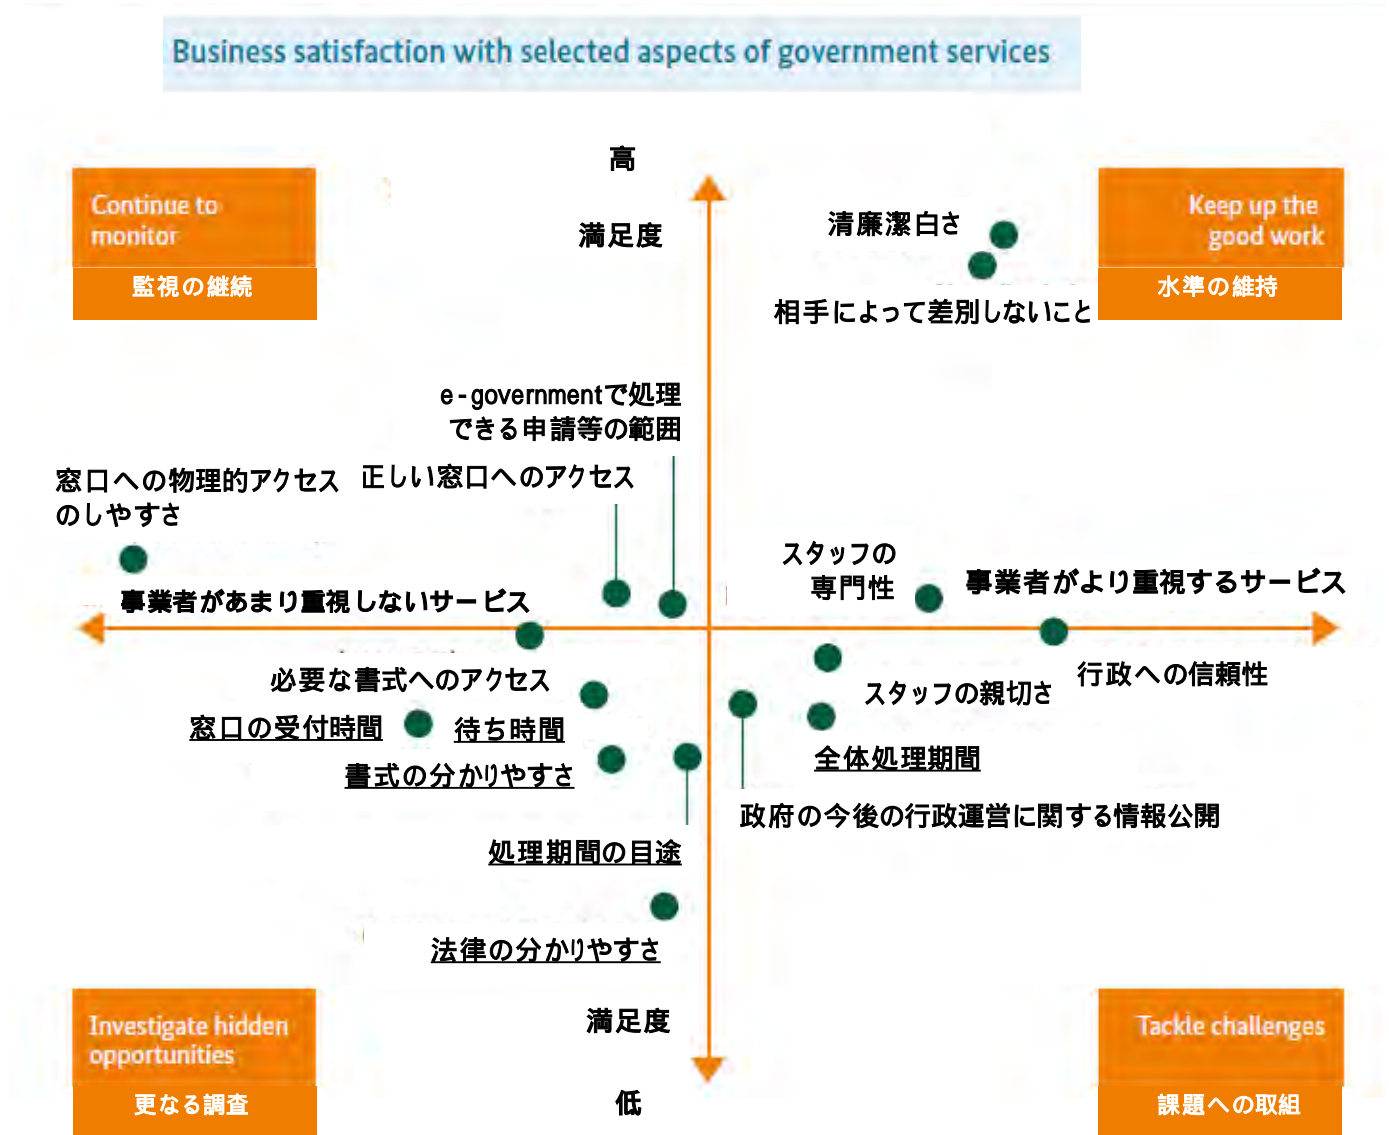 Business satisfaction with selected aspects of government services
高
満足度
Continue to
monitor
監視の継続
Keep up the
good work
水準の維持
清廉潔白さ
相手によって差別しないこと
e-governmentで処理
できる申請等の範囲
窓口への物理的アクセス
のしやすさ
正しい窓口へのアクセス
スタッフの
専門性
事業者があまり重視しないサービス
事業者がより重視するサービス
必要な書式へのアクセス
スタッフの親切さ
行政への信頼性
窓口の受付時間
待ち時間
書式の分かりやすさ
全体処理期間
政府の今後の行政運営に関する情報公開
処理期間の目途
法律の分かりやすさ
満足度
低
Investigate hidden
opportunities
更なる調査
Tackle challenges
課題への取組